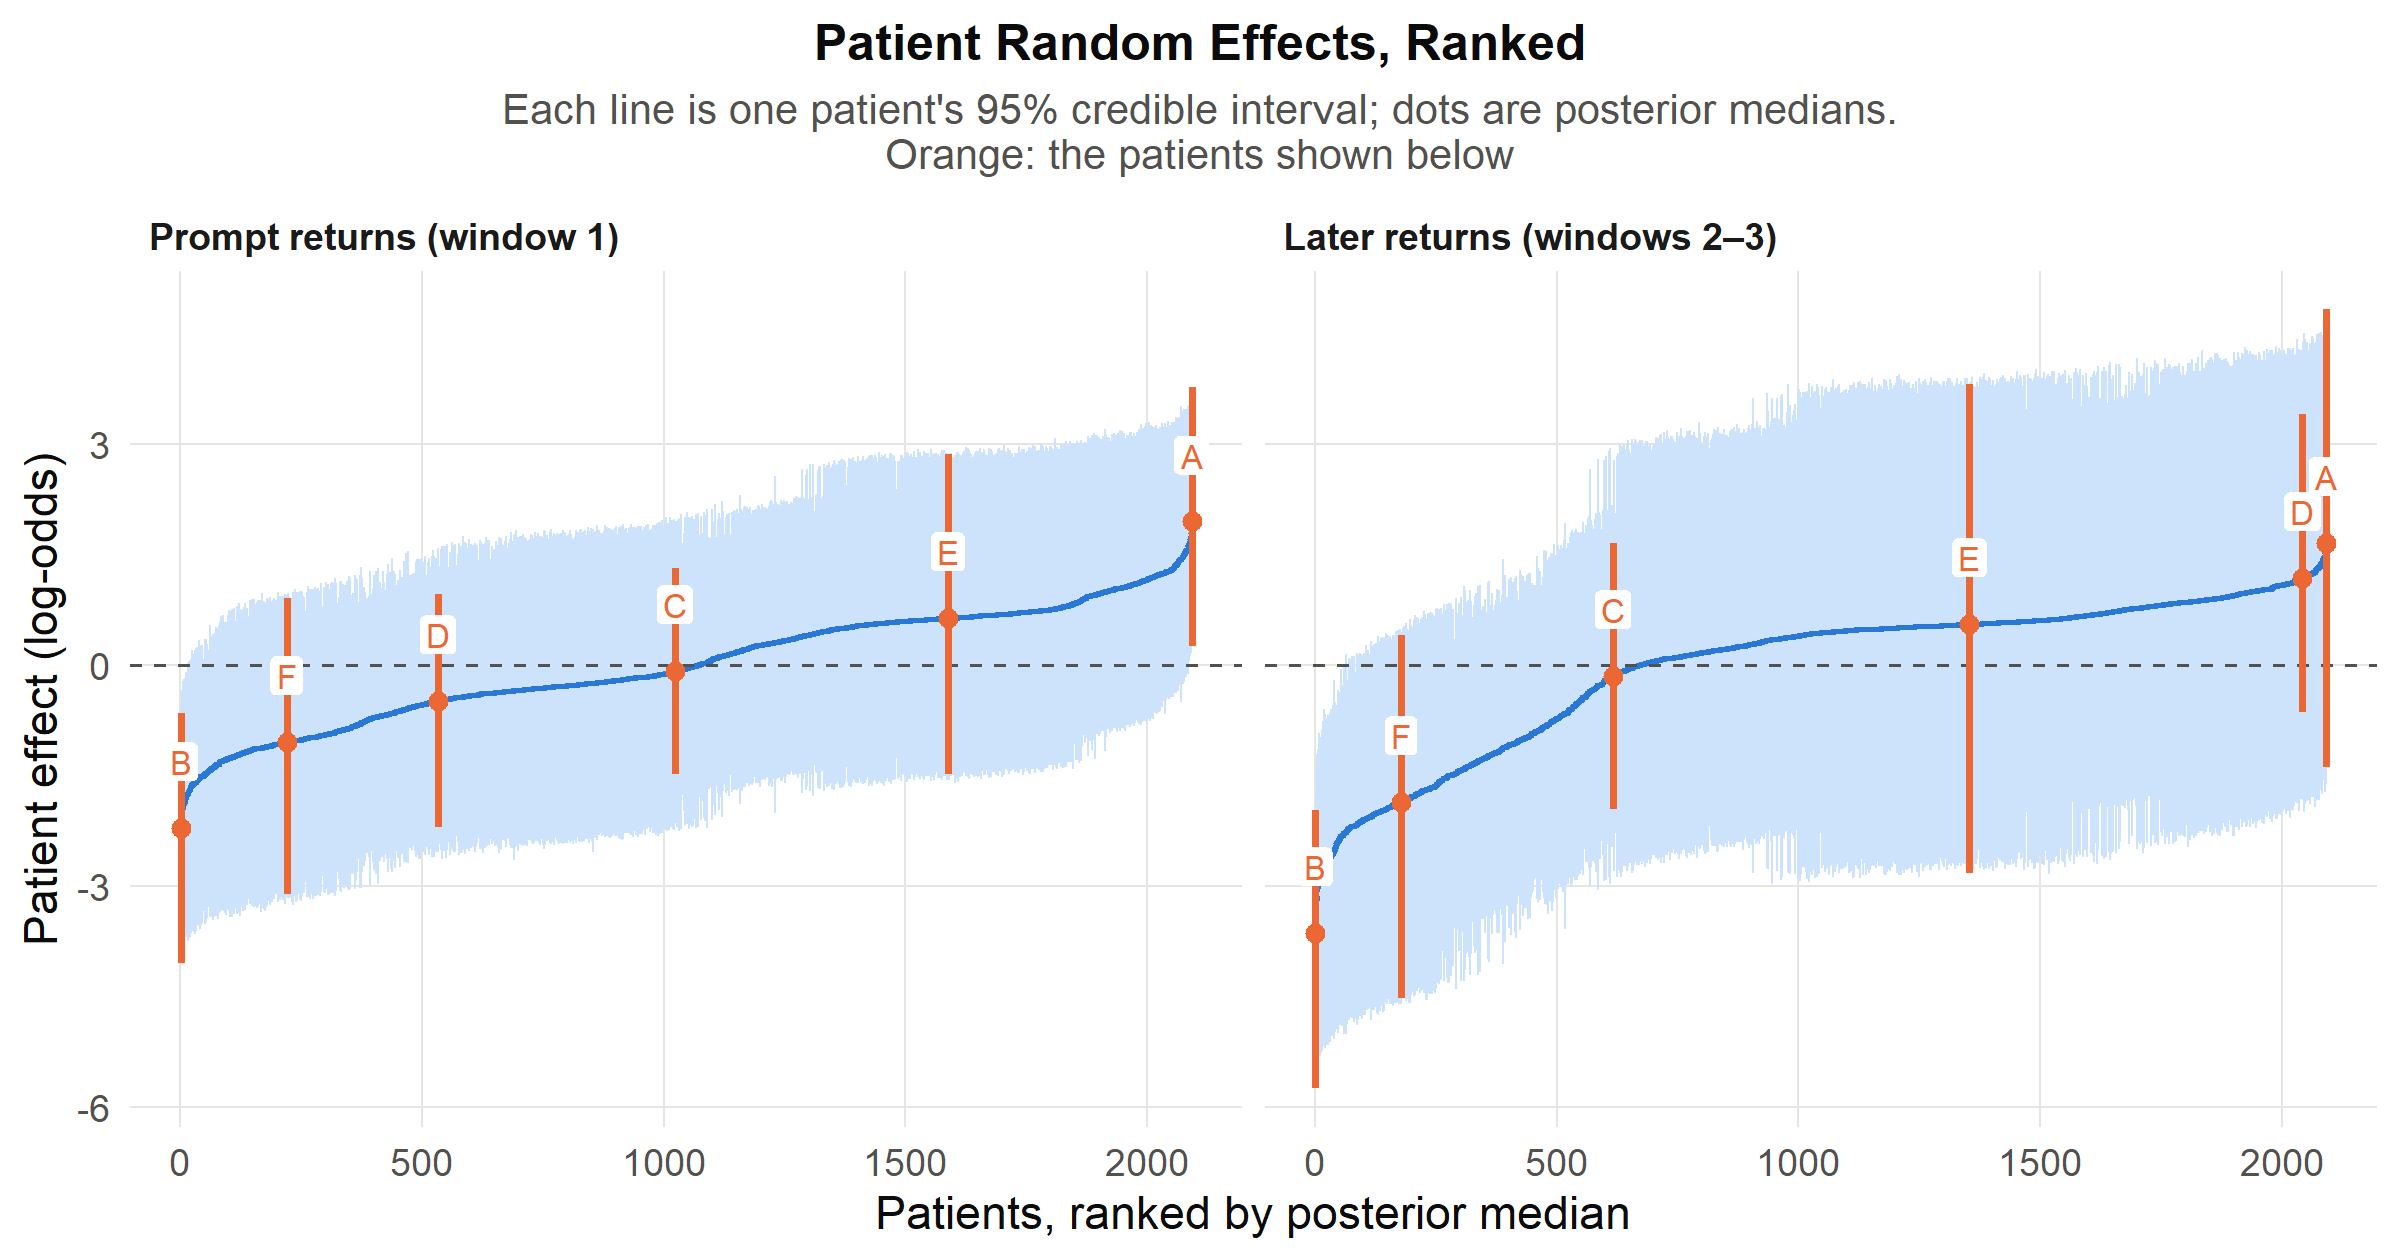 Patient Random Effects, Ranked
Each line is one patient's 95% credible interval; dots are posterior medians.
Orange: the patients shown below
Prompt returns (window 1)
Later returns (windows 2–3)
Patient effect (log-odds)
3
0
-3
-6
B
F
D
C
E
A
B
F
C
E
D
A
0
500
1000
1500
2000
0
500
1000
1500
2000
Patients, ranked by posterior median